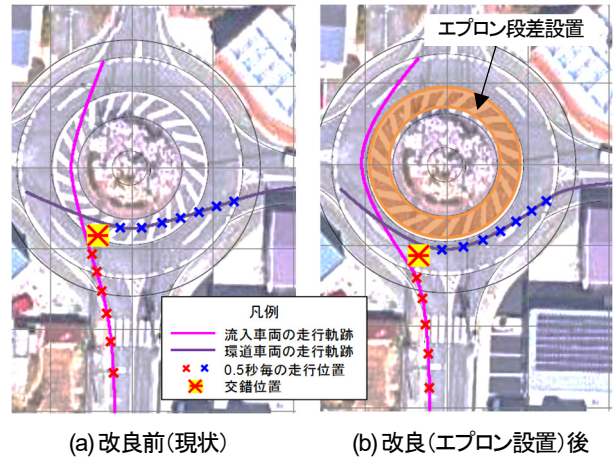 エプロン段差設置
凡例
流入車両の走行軌跡
環道車両の走行軌跡
0.5秒毎の走行位置
交錯位置
(a) 改良前(現状)
(b) 改良(エプロン設置)後